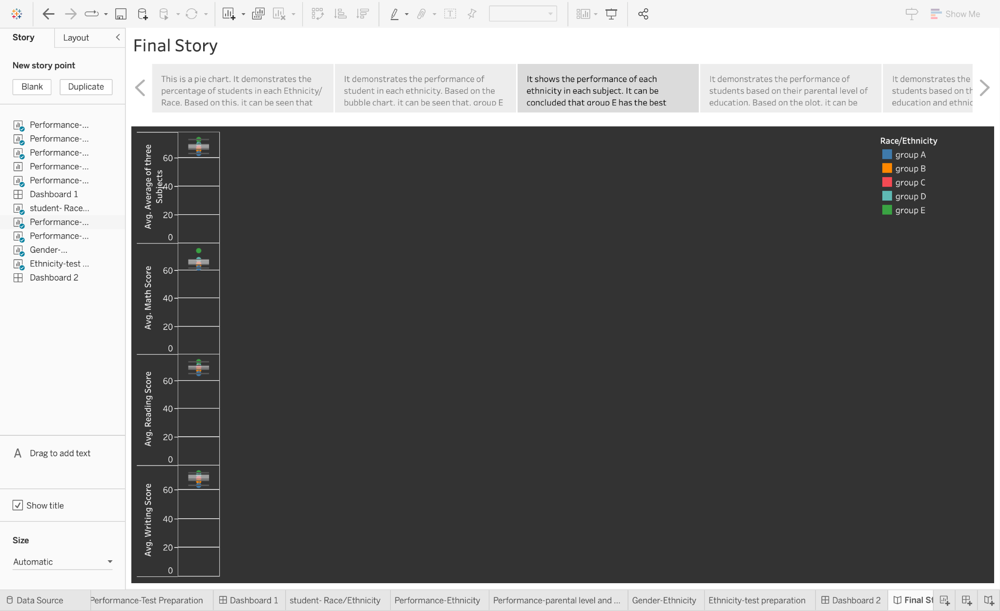 Show Me
Story
Layout
New story point
Blank
Duplicate
Performance-...
Performance-...
Performance-...
Performance-...
Performance-...
Dashboard 1
student- Race...
Performance-...
Performance-...
Gender-...
Ethnicity-test ...
Dashboard 2
A Drag to add text
Show title
Size
Automatic
Final Story
This is a pie chart. It demonstrates the
percentage of students in each Ethnicity/
Race. Based on this, it can be seen that
It demonstrates the performance of
student in each ethnicity. Based on the
bubble chart, it can be seen that, group E
It shows the performance of each
ethnicity in each subject. It can be
concluded that group E has the best
It demonstrates the performance of
students based on their parental level of
education. Based on the plot, it can be
It demonstrates the
students based on th
education and ethnic
Avg. Average of three
Subjects
60
40
20
0
Avg. Math Score
60
40
20
0
Avg. Reading Score
60
40
20
0
Avg. Writing Score
60
40
20
0
Race/Ethnicity
group A
group B
group C
group D
group E
Data Source
Performance-Test Preparation
Dashboard 1
student- Race/Ethnicity
Performance-Ethnicity
Performance-parental level and ...
Gender-Ethnicity
Ethnicity-test preparation
Dashboard 2
Final St